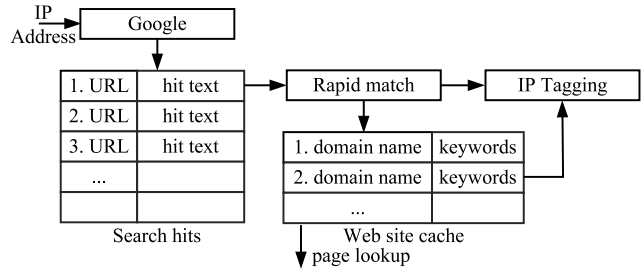 IP
Address
Google
1. URL hit text
2. URL hit text
3. URL hit text
...
Search hits
Rapid match
IP Tagging
1. domain name keywords
2. domain name keywords
...
Web site cache
page lookup